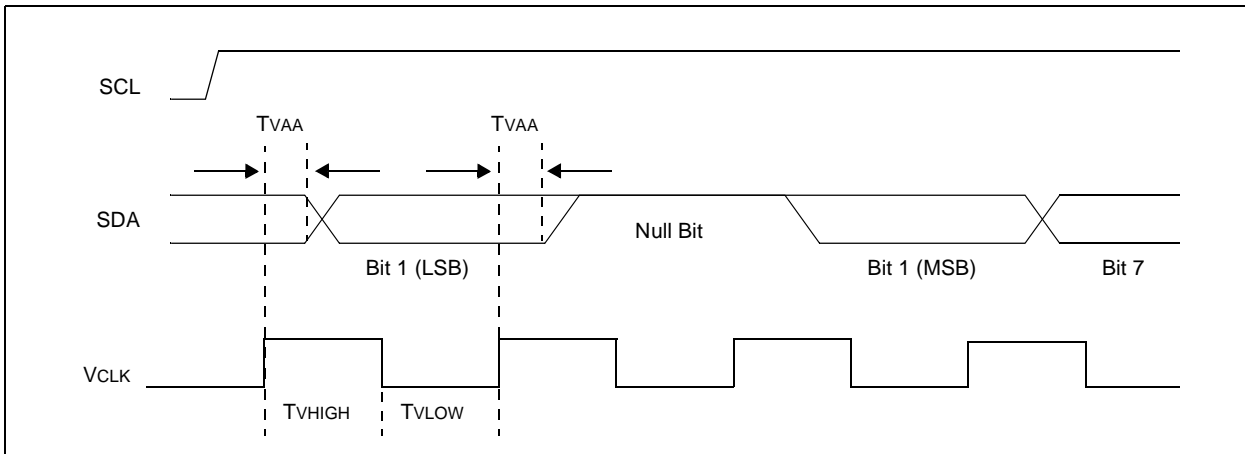 SCL
TVAA TVAA
SDA
Null Bit
Bit 1 (LSB) Bit 1 (MSB) Bit 7
VCLK
TVHIGH TVLOW